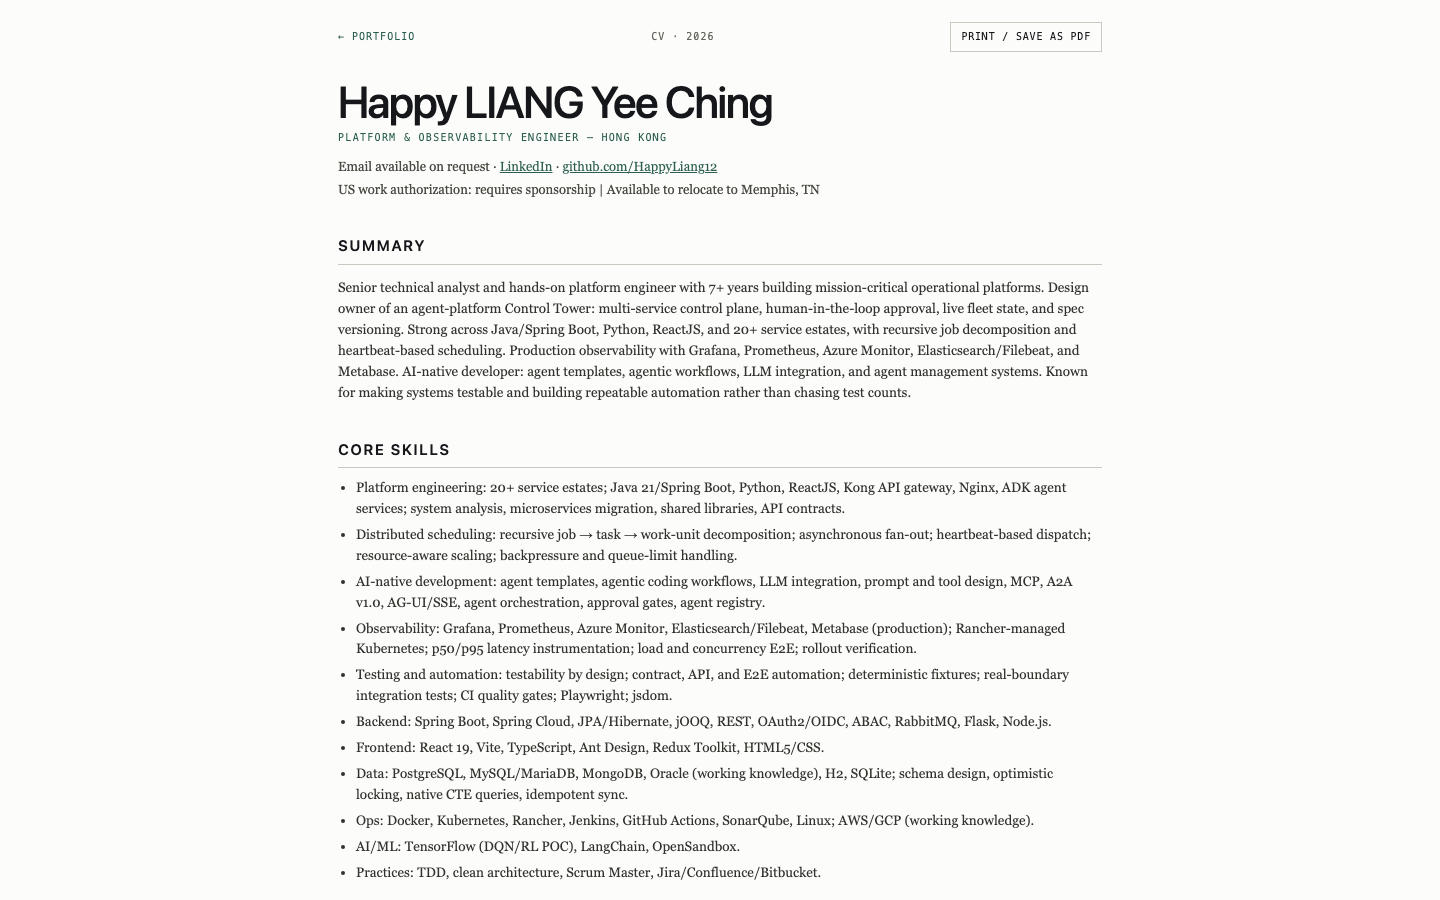 ← PORTFOLIO
CV · 2026
PRINT / SAVE AS PDF
Happy LIANG Yee Ching
PLATFORM & OBSERVABILITY ENGINEER — HONG KONG
Email available on request · LinkedIn · github.com/HappyLiang12
US work authorization: requires sponsorship | Available to relocate to Memphis, TN
SUMMARY
Senior technical analyst and hands-on platform engineer with 7+ years building mission-critical operational platforms. Design
owner of an agent-platform Control Tower: multi-service control plane, human-in-the-loop approval, live fleet state, and spec
versioning. Strong across Java/Spring Boot, Python, ReactJS, and 20+ service estates, with recursive job decomposition and
heartbeat-based scheduling. Production observability with Grafana, Prometheus, Azure Monitor, Elasticsearch/Filebeat, and
Metabase. AI-native developer: agent templates, agentic workflows, LLM integration, and agent management systems. Known
for making systems testable and building repeatable automation rather than chasing test counts.
CORE SKILLS
• Platform engineering: 20+ service estates; Java 21/Spring Boot, Python, ReactJS, Kong API gateway, Nginx, ADK agent
services; system analysis, microservices migration, shared libraries, API contracts.
• Distributed scheduling: recursive job → task → work-unit decomposition; asynchronous fan-out; heartbeat-based dispatch;
resource-aware scaling; backpressure and queue-limit handling.
• AI-native development: agent templates, agentic coding workflows, LLM integration, prompt and tool design, MCP, A2A
v1.0, AG-UI/SSE, agent orchestration, approval gates, agent registry.
• Observability: Grafana, Prometheus, Azure Monitor, Elasticsearch/Filebeat, Metabase (production); Rancher-managed
Kubernetes; p50/p95 latency instrumentation; load and concurrency E2E; rollout verification.
• Testing and automation: testability by design; contract, API, and E2E automation; deterministic fixtures; real-boundary
integration tests; CI quality gates; Playwright; jsdom.
• Backend: Spring Boot, Spring Cloud, JPA/Hibernate, jOOQ, REST, OAuth2/OIDC, ABAC, RabbitMQ, Flask, Node.js.
• Frontend: React 19, Vite, TypeScript, Ant Design, Redux Toolkit, HTML5/CSS.
• Data: PostgreSQL, MySQL/MariaDB, MongoDB, Oracle (working knowledge), H2, SQLite; schema design, optimistic
locking, native CTE queries, idempotent sync.
• Ops: Docker, Kubernetes, Rancher, Jenkins, GitHub Actions, SonarQube, Linux; AWS/GCP (working knowledge).
• AI/ML: TensorFlow (DQN/RL POC), LangChain, OpenSandbox.
• Practices: TDD, clean architecture, Scrum Master, Jira/Confluence/Bitbucket.